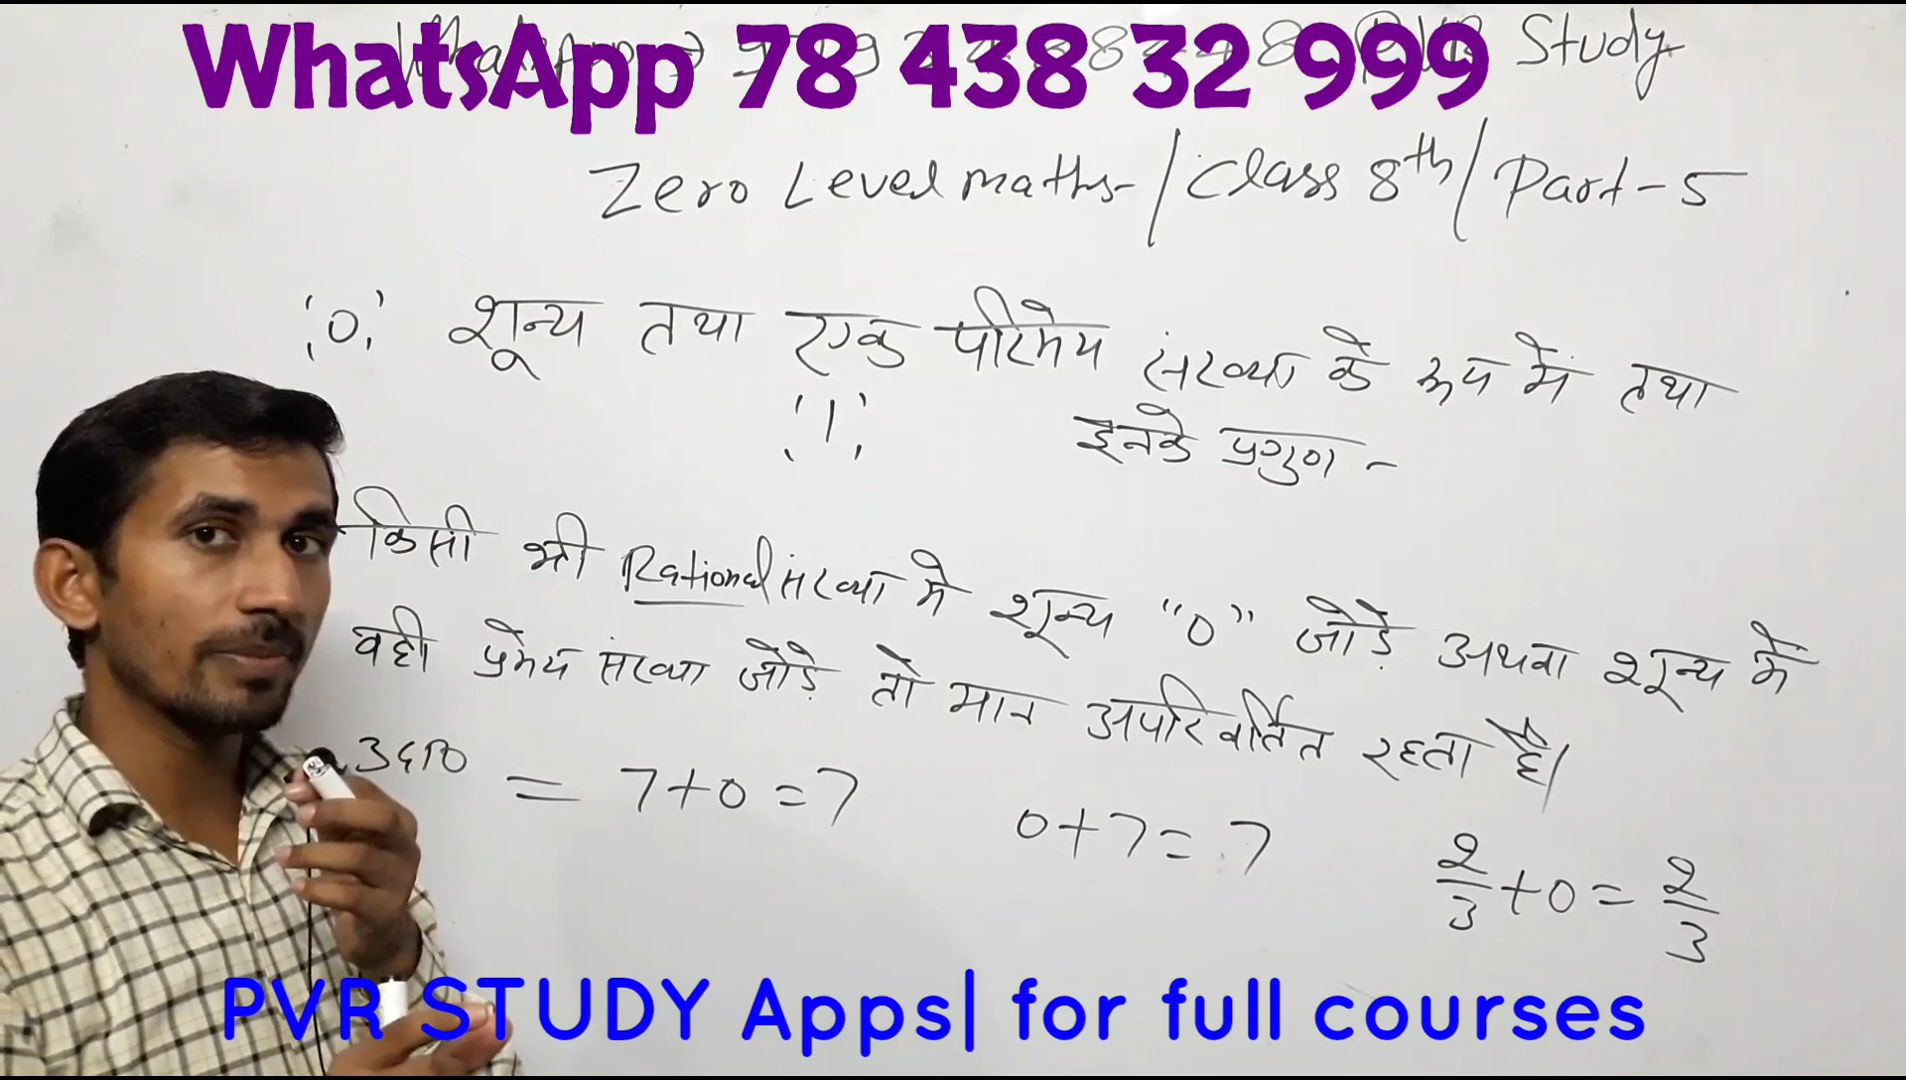 WhatsApp 78 438 32 999
Study
Zero Level maths- / Class 8th / Part-5
'0' शून्य तथा एक परिमेय संख्या के रूप में तथा
'1' इनके प्रगुण -
किसी भी Rational संख्या में शून्य "0" जोड़े अथवा शून्य में
वही प्रमेय संख्या जोड़े तो मान अपरिवर्तित रहता है।
= 7+0=7 0+7=7 2/3+0=2/3
PVR STUDY Apps| for full courses